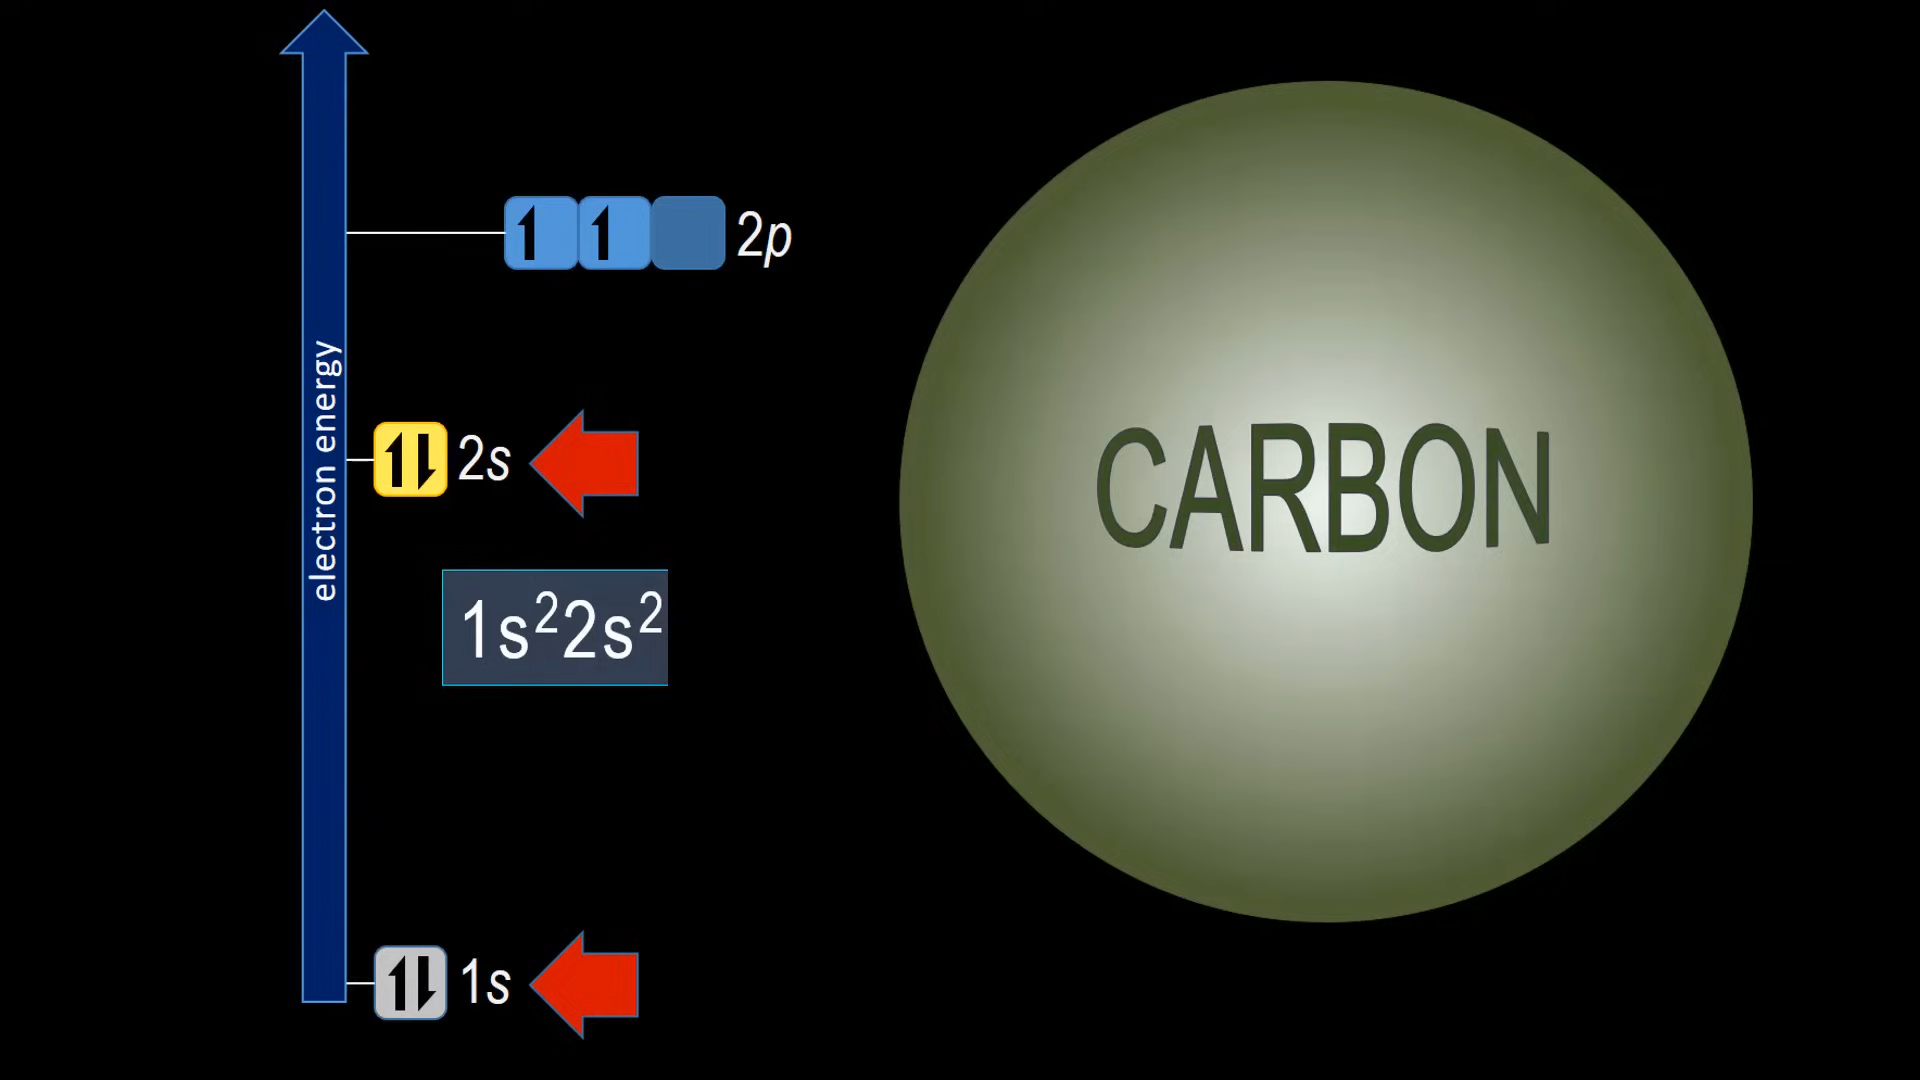 2p
electron energy
2s
1s²2s²
1s
CARBON